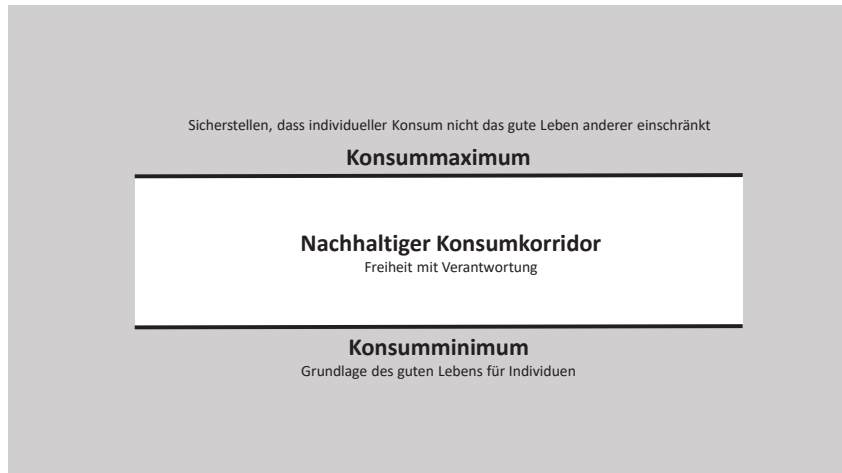 Sicherstellen, dass individueller Konsum nicht das gute Leben anderer einschränkt
Konsummaximum
Nachhaltiger Konsumkorridor
Freiheit mit Verantwortung
Konsumminimum
Grundlage des guten Lebens für Individuen